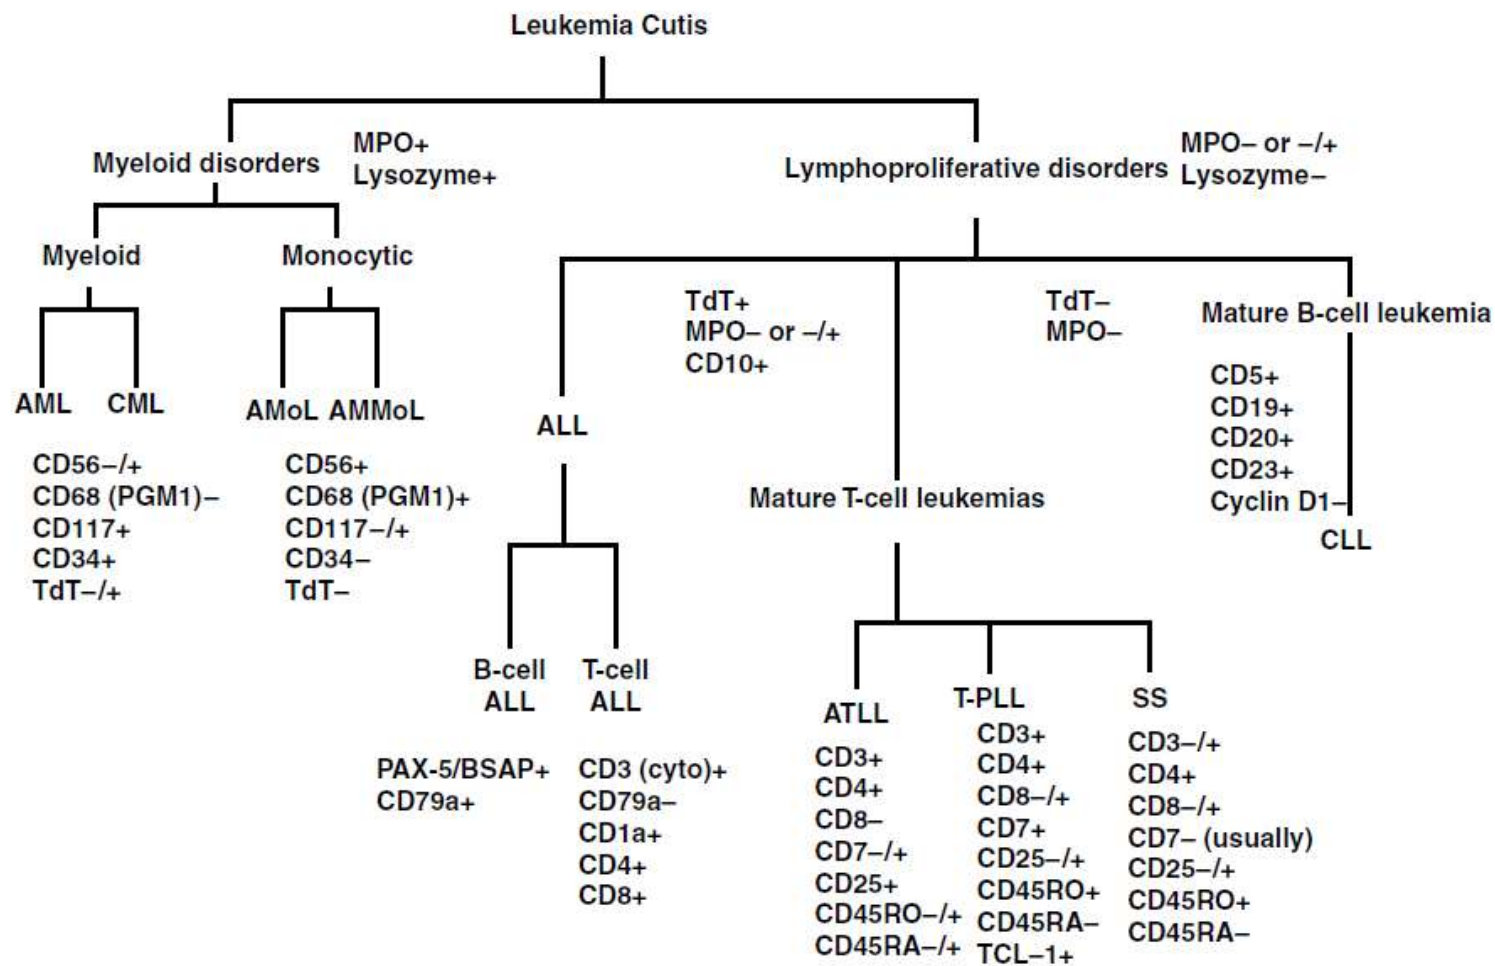 Leukemia Cutis
Myeloid disorders
MPO+
Lysozyme+
Lymphoproliferative disorders
MPO– or –/+
Lysozyme–
Myeloid
Monocytic
AML
CML
AMoL
AMMoL
CD56–/+
CD68 (PGM1)–
CD117+
CD34+
TdT–/+
CD56+
CD68 (PGM1)+
CD117–/+
CD34–
TdT–
TdT+
MPO– or –/+
CD10+
ALL
B-cell
ALL
PAX-5/BSAP+
CD79a+
T-cell
ALL
CD3 (cyto)+
CD79a–
CD1a+
CD4+
CD8+
TdT–
MPO–
Mature T-cell leukemias
ATLL
CD3+
CD4+
CD8–
CD7–/+
CD25+
CD45RO–/+
CD45RA–/+
T-PLL
CD3+
CD4+
CD8–/+
CD7+
CD25–/+
CD45RO+
CD45RA–
TCL–1+
SS
CD3–/+
CD4+
CD8–/+
CD7– (usually)
CD25–/+
CD45RO+
CD45RA–
Mature B-cell leukemia
CD5+
CD19+
CD20+
CD23+
Cyclin D1–
CLL